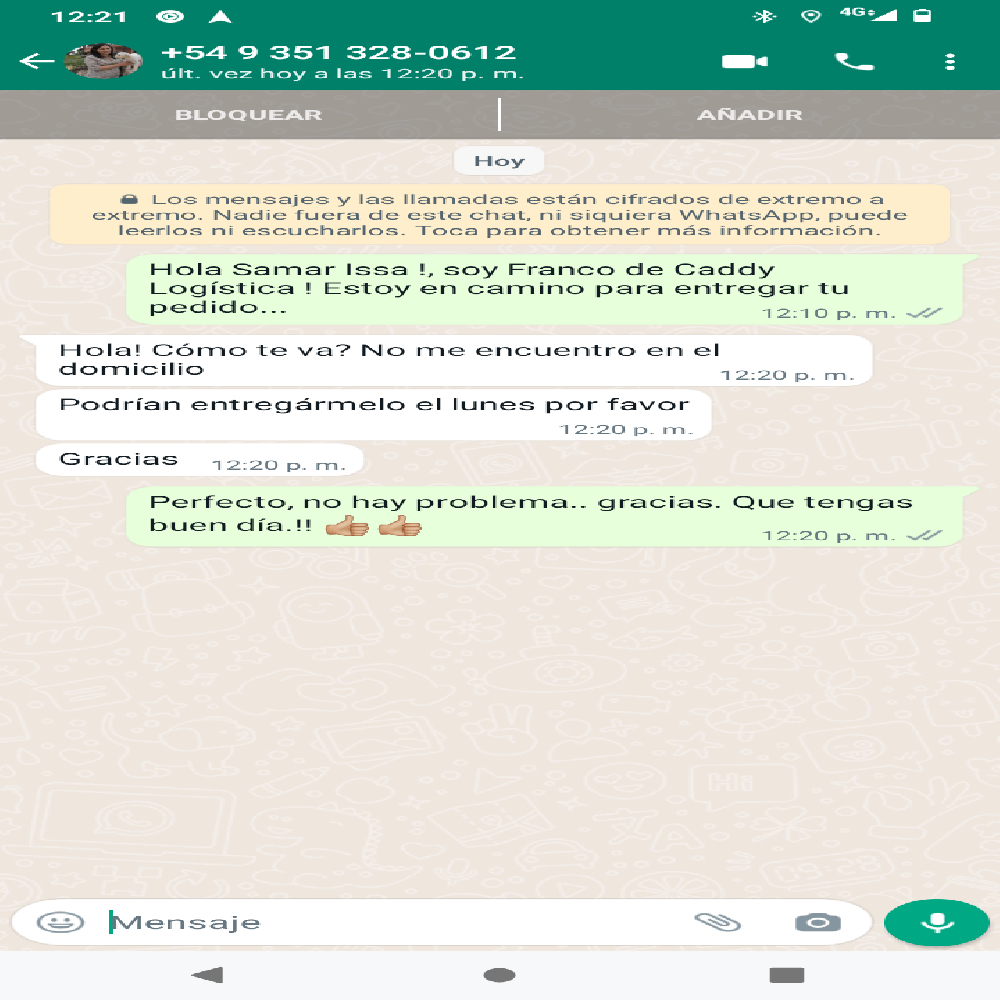 12:21
4G
+54 9 351 328-0612
últ. vez hoy a las 12:20 p. m.
BLOQUEAR
AÑADIR
Hoy
Los mensajes y las llamadas están cifrados de extremo a
extremo. Nadie fuera de este chat, ni siquiera WhatsApp, puede
leerlos ni escucharlos. Toca para obtener más información.
Hola Samar Issa !, soy Franco de Caddy
Logística ! Estoy en camino para entregar tu
pedido...
12:10 p. m.
Hola! Cómo te va? No me encuentro en el
domicilio
12:20 p. m.
Podrían entregármelo el lunes por favor
12:20 p. m.
Gracias 12:20 p. m.
Perfecto, no hay problema.. gracias. Que tengas
buen día.!! 👍🏼 👍🏼
12:20 p. m.
Mensaje